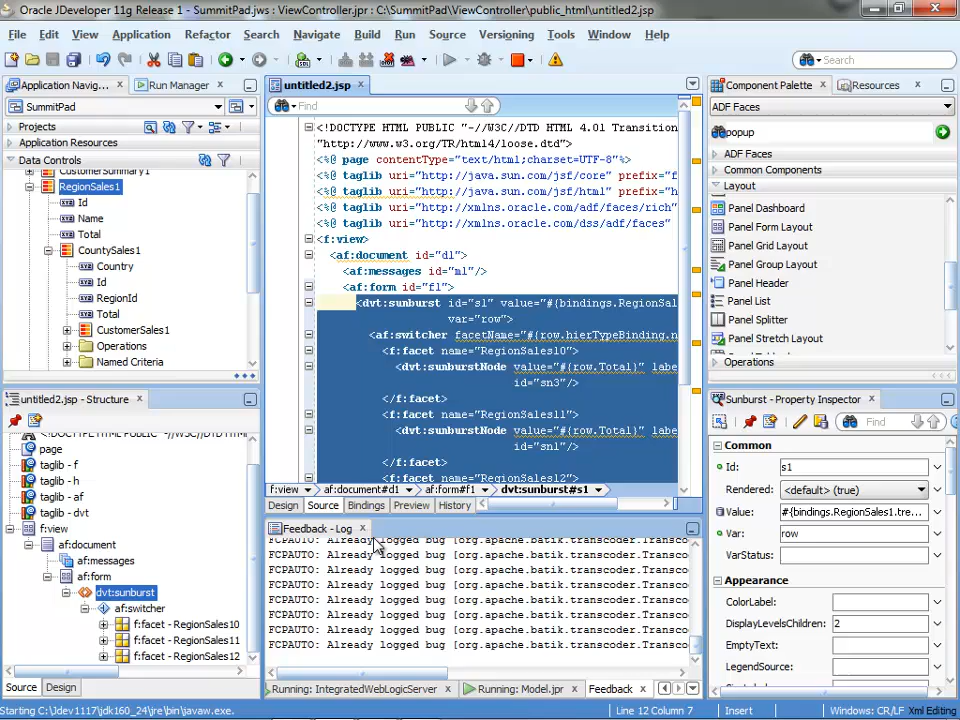 Oracle JDeveloper 11g Release 1 - SummitPad.jws : ViewController.jpr : SummitPad\ViewController\public_html\untitled2.jsp
File Edit View Application Refactor Search Navigate Build Run Source Versioning Tools Window Help
Search
Application Navig...
Run Manager
SummitPad
Projects
Application Resources
Data Controls
CustomerSummary1
RegionSales1
Id
Name
Total
CountySales1
Country
Id
RegionId
Total
CustomerSales1
Operations
Named Criteria
untitled2.jsp - Structure
page
taglib - f
taglib - h
taglib - af
taglib - dvt
f:view
af:document
af:messages
af:form
dvt:sunburst
af:switcher
f:facet - RegionSales10
f:facet - RegionSales11
f:facet - RegionSales12
Source Design
untitled2.jsp
Find
<!DOCTYPE HTML PUBLIC "-//W3C//DTD HTML 4.01 Transition
"http://www.w3.org/TR/html4/loose.dtd">
<%@ page contentType="text/html;charset=UTF-8"%>
<%@ taglib uri="http://java.sun.com/jsf/core" prefix="f
<%@ taglib uri="http://java.sun.com/jsf/html" prefix="h
<%@ taglib uri="http://xmlns.oracle.com/adf/faces/rich"
<%@ taglib uri="http://xmlns.oracle.com/dss/adf/faces"
<f:view>
<af:document id="d1">
<af:messages id="m1"/>
<af:form id="f1">
<dvt:sunburst id="s1" value="#{bindings.RegionSal
var="row">
<af:switcher facetName="#{row.hierTypeBinding.n
<f:facet name="RegionSales10">
<dvt:sunburstNode value="#{row.Total}" labe
id="sn3"/>
</f:facet>
<f:facet name="RegionSales11">
<dvt:sunburstNode value="#{row.Total}" labe
id="sn1"/>
</f:facet>
<f:facet name="RegionSales12">
f:view af:document#d1 af:form#f1 dvt:sunburst#s1
Design Source Bindings Preview History
Feedback - Log
FCPAUTO: Already logged bug [org.apache.batik.transcoder.Transco
FCPAUTO: Already logged bug [org.apache.batik.transcoder.Transco
FCPAUTO: Already logged bug [org.apache.batik.transcoder.Transco
FCPAUTO: Already logged bug [org.apache.batik.transcoder.Transco
FCPAUTO: Already logged bug [org.apache.batik.transcoder.Transco
FCPAUTO: Already logged bug [org.apache.batik.transcoder.Transco
FCPAUTO: Already logged bug [org.apache.batik.transcoder.Transco
FCPAUTO: Already logged bug [org.apache.batik.transcoder.Transco
Running: IntegratedWebLogicServer Running: Model.jpr Feedback
Component Palette
Resources
ADF Faces
popup
ADF Faces
Common Components
Layout
Panel Dashboard
Panel Form Layout
Panel Grid Layout
Panel Group Layout
Panel Header
Panel List
Panel Splitter
Panel Stretch Layout
Operations
Sunburst - Property Inspector
Find
Common
Id: s1
Rendered: <default> (true)
Value: #{bindings.RegionSales1.tre...
Var: row
VarStatus:
Appearance
ColorLabel:
DisplayLevelsChildren: 2
EmptyText:
LegendSource:
Starting C:\Jdev1117\jdk160_24\jre\bin\javaw.exe.
Line 12 Column 7 Insert Windows: CR/LF Xml Editing